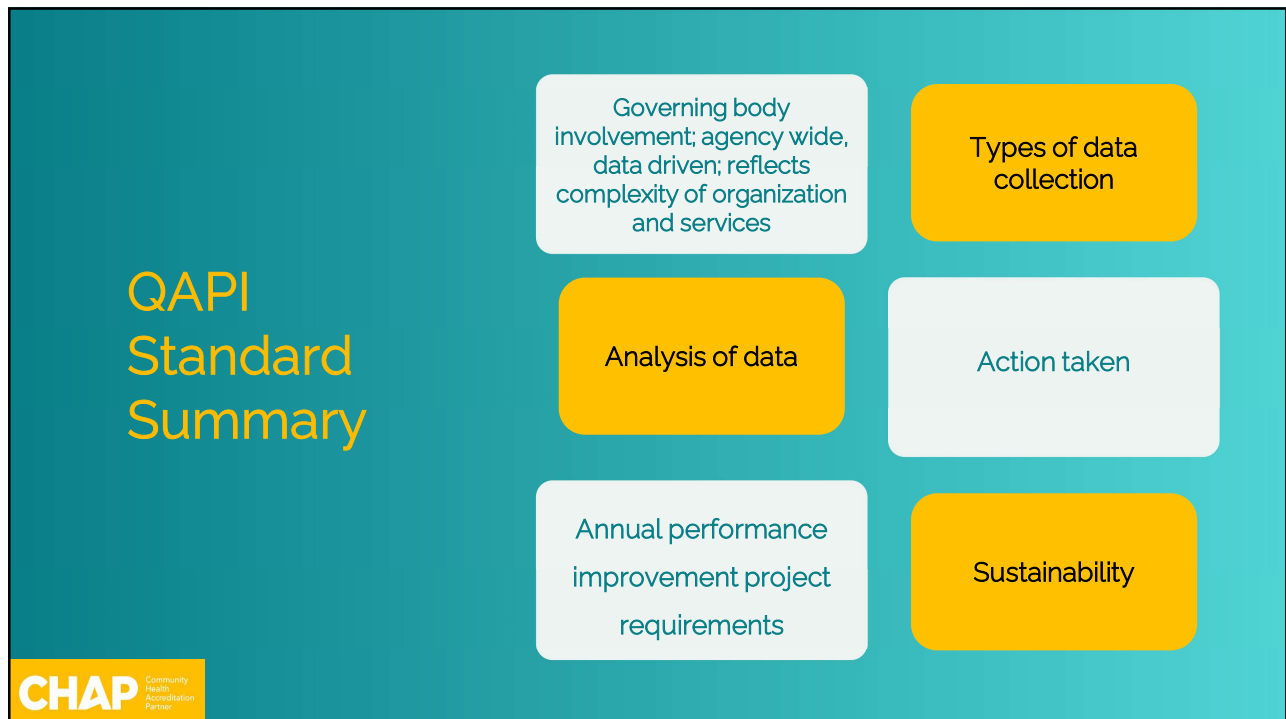 QAPI
Standard
Summary
Governing body
involvement; agency wide,
data driven; reflects
complexity of organization
and services
Types of data
collection
Analysis of data
Action taken
Annual performance
improvement project
requirements
Sustainability
CHAP
Community
Health
Accreditation
Partner